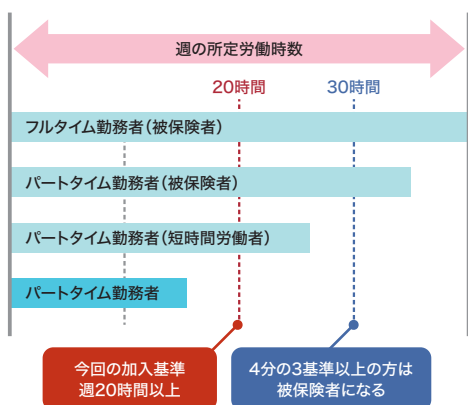 週の所定労働時数
20時間
30時間
フルタイム勤務者(被保険者)
パートタイム勤務者(被保険者)
パートタイム勤務者(短時間労働者)
パートタイム勤務者
今回の加入基準
週20時間以上
4分の3基準以上の方は
被保険者になる